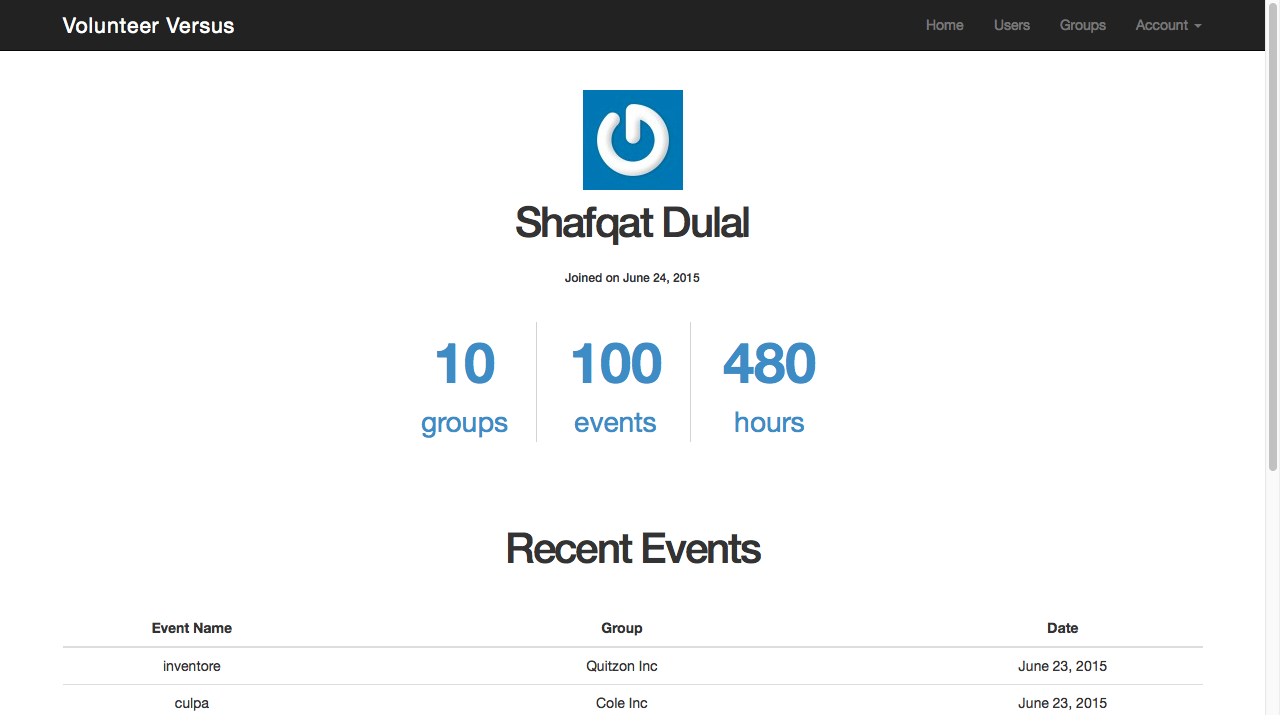 Volunteer Versus Home Users Groups Account
Shafqat Dulal
Joined on June 24, 2015
10 100 480
groups events hours
Recent Events
Event Name Group Date
inventore Quitzon Inc June 23, 2015
culpa Cole Inc June 23, 2015